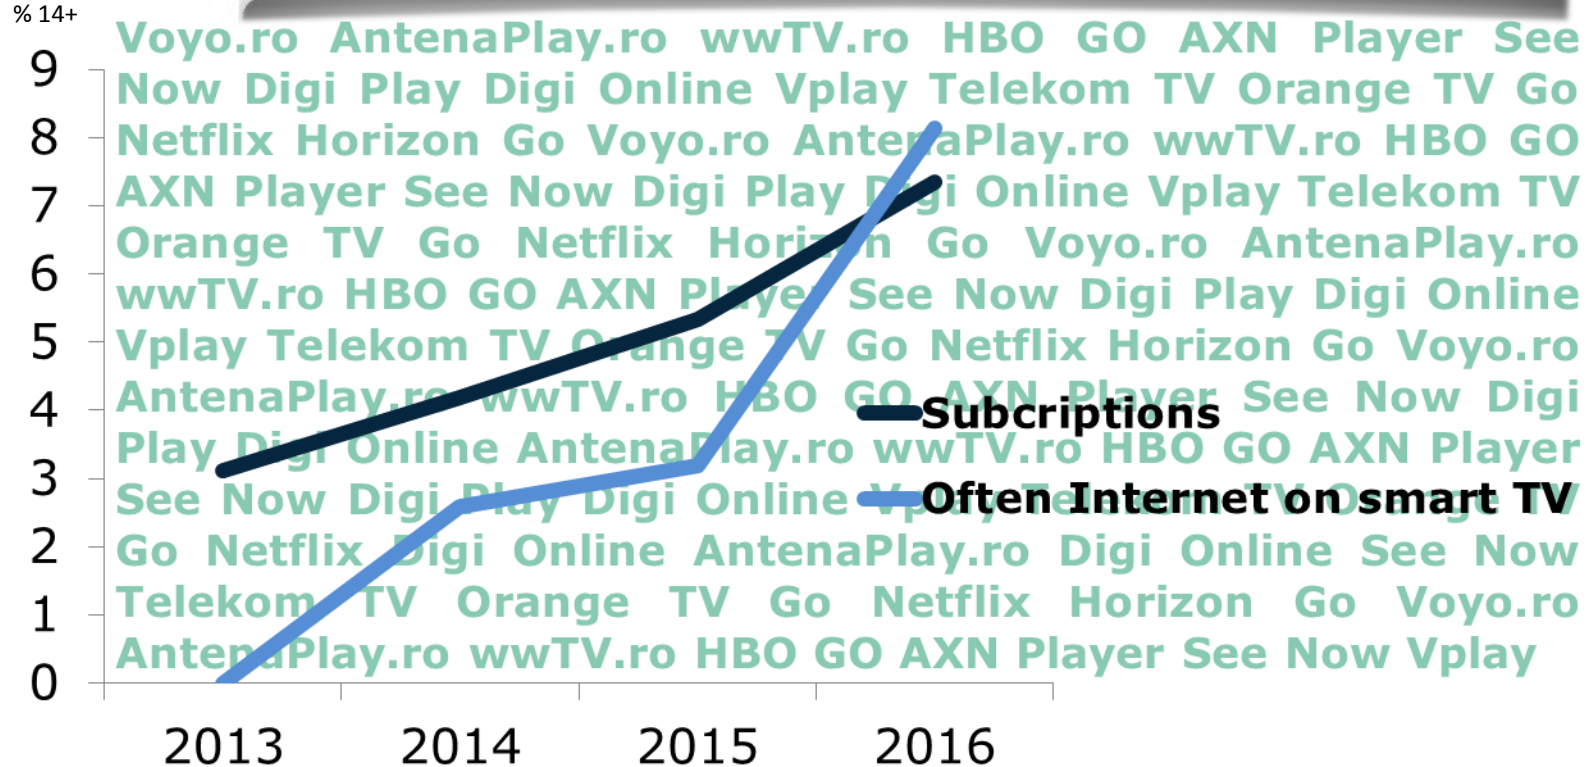 % 14+
Voyo.ro AntenaPlay.ro wwTV.ro HBO GO AXN Player See
9
Now Digi Play Digi Online Vplay Telekom TV Orange TV Go
8
Netflix Horizon Go Voyo.ro AntenaPlay.ro wwTV.ro HBO GO
AXN Player See Now Digi Play Digi Online Vplay Telekom TV
7
Orange TV Go Netflix Horizon Go Voyo.ro AntenaPlay.ro
6
wwTV.ro HBO GO AXN Player See Now Digi Play Digi Online
5
Vplay Telekom TV Orange TV Go Netflix Horizon Go Voyo.ro
4
AntenaPlay.ro wwTV.ro HBO GO AXN Player See Now Digi
Subcriptions
Play Digi Online AntenaPlay.ro wwTV.ro HBO GO AXN Player
3
See Now Digi Play Digi Online Vplay Telekom TV Orange TV
Often Internet on smart TV
2
Go Netflix Digi Online AntenaPlay.ro Digi Online See Now
1
Telekom TV Orange TV Go Netflix Horizon Go Voyo.ro
AntenaPlay.ro wwTV.ro HBO GO AXN Player See Now Vplay
0
2013 2014 2015 2016